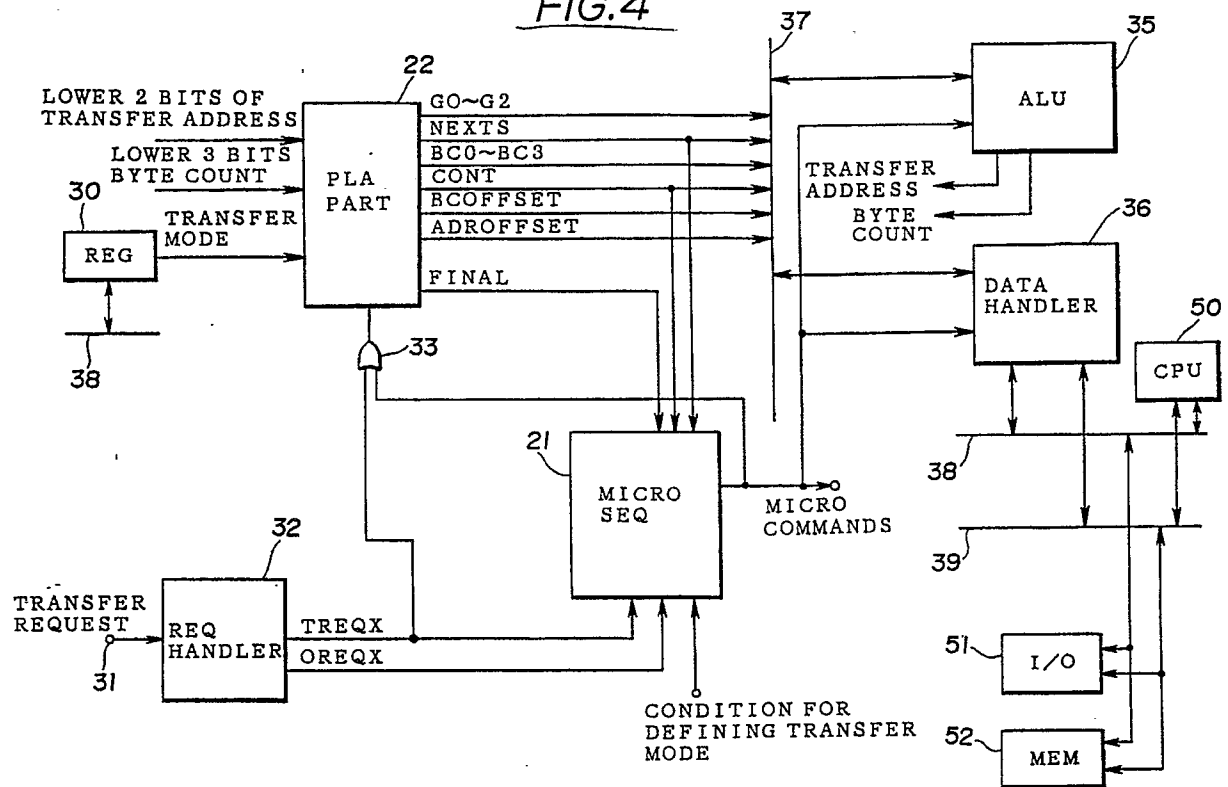 FIG.4
37
35
22
ALU
LOWER 2 BITS OF
TRANSFER ADDRESS
LOWER 3 BITS
BYTE COUNT
30
TRANSFER
MODE
REG
38
PLA
PART
GO~G2
NEXTS
BC0~BC3
CONT
BCOFFSET
ADROFFSET
FINAL
33
TRANSFER
ADDRESS
BYTE
COUNT
36
DATA
HANDLER
50
CPU
38
39
21
MICRO
SEQ
MICRO
COMMANDS
32
TRANSFER
REQUEST
31
REQ
HANDLER
TREQX
OREQX
CONDITION FOR
DEFINING TRANSFER
MODE
51
I/O
52
MEM